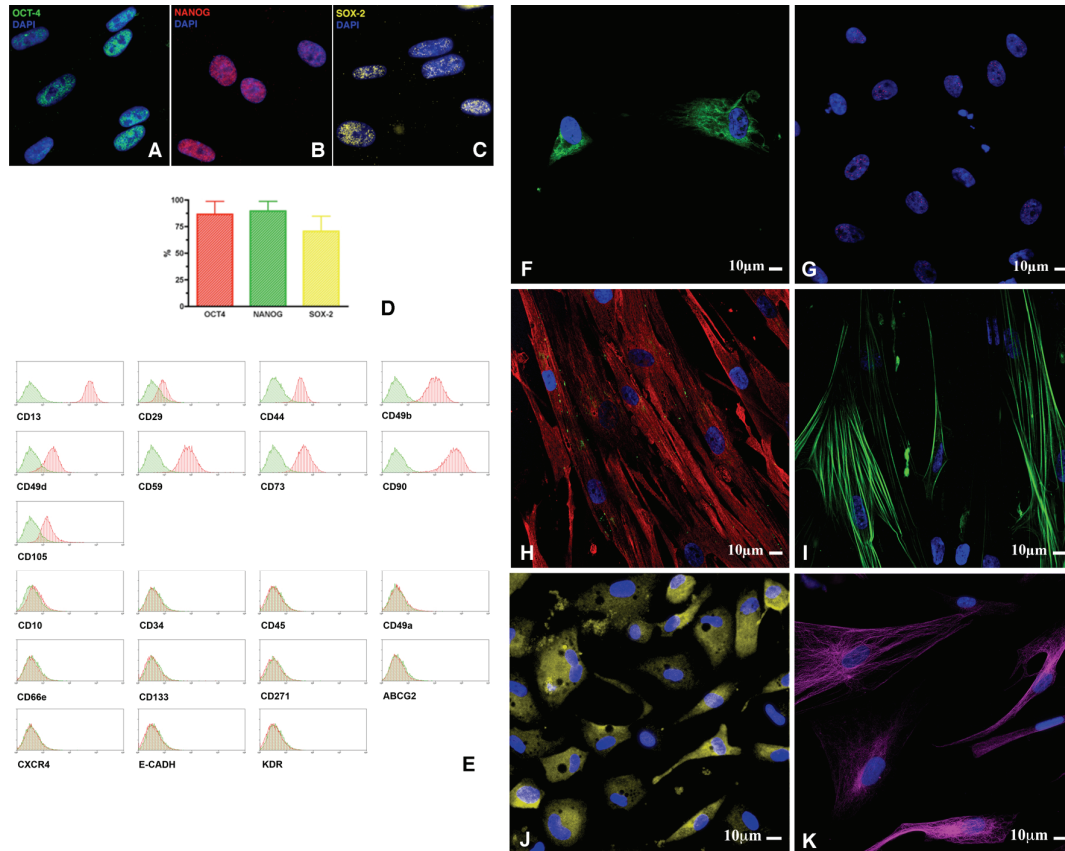 OCT-4
DAPI
A
NANOG
DAPI
B
SOX-2
DAPI
C
100
75
50
25
0
%
OCT4 NANOG SOX-2
D
CD13 CD29 CD44 CD49b
CD49d CD59 CD73 CD90
CD105
CD10 CD34 CD45 CD49a
CD66e CD133 CD271 ABCG2
CXCR4 E-CADH KDR
E
F 10µm
G 10µm
H 10µm
I 10µm
J 10µm
K 10µm